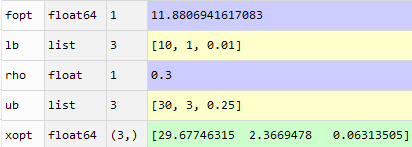 fopt float64 1 11.8806941617083
lb list 3 [10, 1, 0.01]
rho float 1 0.3
ub list 3 [30, 3, 0.25]
xopt float64 (3,) [29.67746315 2.3669478 0.06313505]